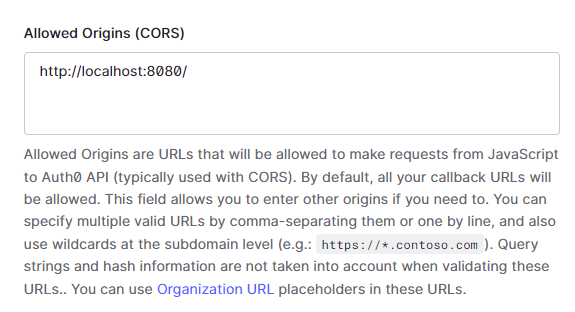 Allowed Origins (CORS)
http://localhost:8080/
Allowed Origins are URLs that will be allowed to make requests from JavaScript
to Auth0 API (typically used with CORS). By default, all your callback URLs will
be allowed. This field allows you to enter other origins if you need to. You can
specify multiple valid URLs by comma-separating them or one by line, and also
use wildcards at the subdomain level (e.g.: https://*.contoso.com ). Query
strings and hash information are not taken into account when validating these
URLs.. You can use Organization URL placeholders in these URLs.